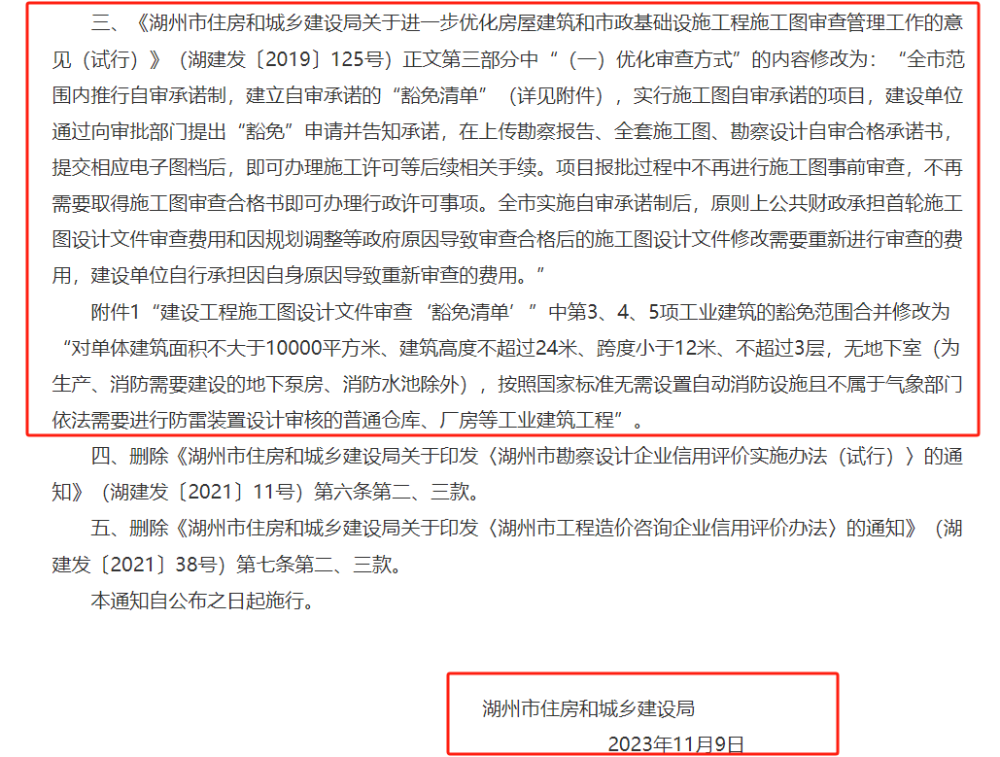 三、《湖州市住房和城乡建设局关于进一步优化房屋建筑和市政基础设施工程施工图审查管理工作的意
见（试行）》（湖建发〔2019〕125号）正文第三部分中“（一）优化审查方式”的内容修改为：“全市范
围内推行自审承诺制，建立自审承诺的“豁免清单”（详见附件），实行施工图自审承诺的项目，建设单位
通过向审批部门提出“豁免”申请并告知承诺，在上传勘察报告、全套施工图、勘察设计自审合格承诺书，
提交相应电子图档后，即可办理施工许可等后续相关手续。项目报批过程中不再进行施工图事前审查，不再
需要取得施工图审查合格书即可办理行政许可事项。全市实施自审承诺制后，原则上公共财政承担首轮施工
图设计文件审查费用和因规划调整等政府原因导致审查合格后的施工图设计文件修改需要重新进行审查的费
用，建设单位自行承担因自身原因导致重新审查的费用。”
附件1“建设工程施工图设计文件审查‘豁免清单’”中第3、4、5项工业建筑的豁免范围合并修改为
“对单体建筑面积不大于10000平方米、建筑高度不超过24米、跨度小于12米、不超过3层，无地下室（为
生产、消防需要建设的地下泵房、消防水池除外），按照国家标准无需设置自动消防设施且不属于气象部门
依法需要进行防雷装置设计审核的普通仓库、厂房等工业建筑工程”。
四、删除《湖州市住房和城乡建设局关于印发〈湖州市勘察设计企业信用评价实施办法（试行）〉的通
知》（湖建发〔2021〕11号）第六条第二、三款。
五、删除《湖州市住房和城乡建设局关于印发〈湖州市工程造价咨询企业信用评价办法〉的通知》（湖
建发〔2021〕38号）第七条第二、三款。
本通知自公布之日起施行。
湖州市住房和城乡建设局
2023年11月9日